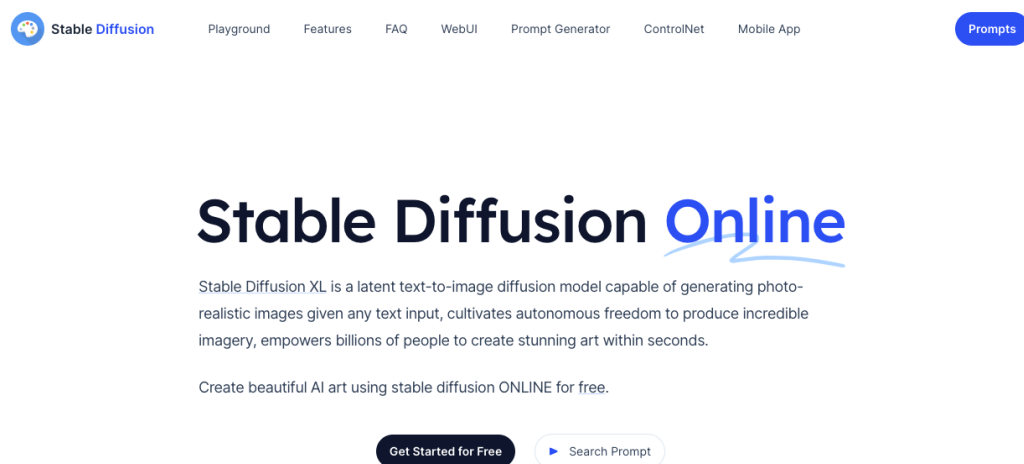 Stable Diffusion Playground Features FAQ WebUI Prompt Generator ControlNet Mobile App Prompts
Stable Diffusion Online
Stable Diffusion XL is a latent text-to-image diffusion model capable of generating photo-
realistic images given any text input, cultivates autonomous freedom to produce incredible
imagery, empowers billions of people to create stunning art within seconds.
Create beautiful AI art using stable diffusion ONLINE for free.
Get Started for Free Search Prompt